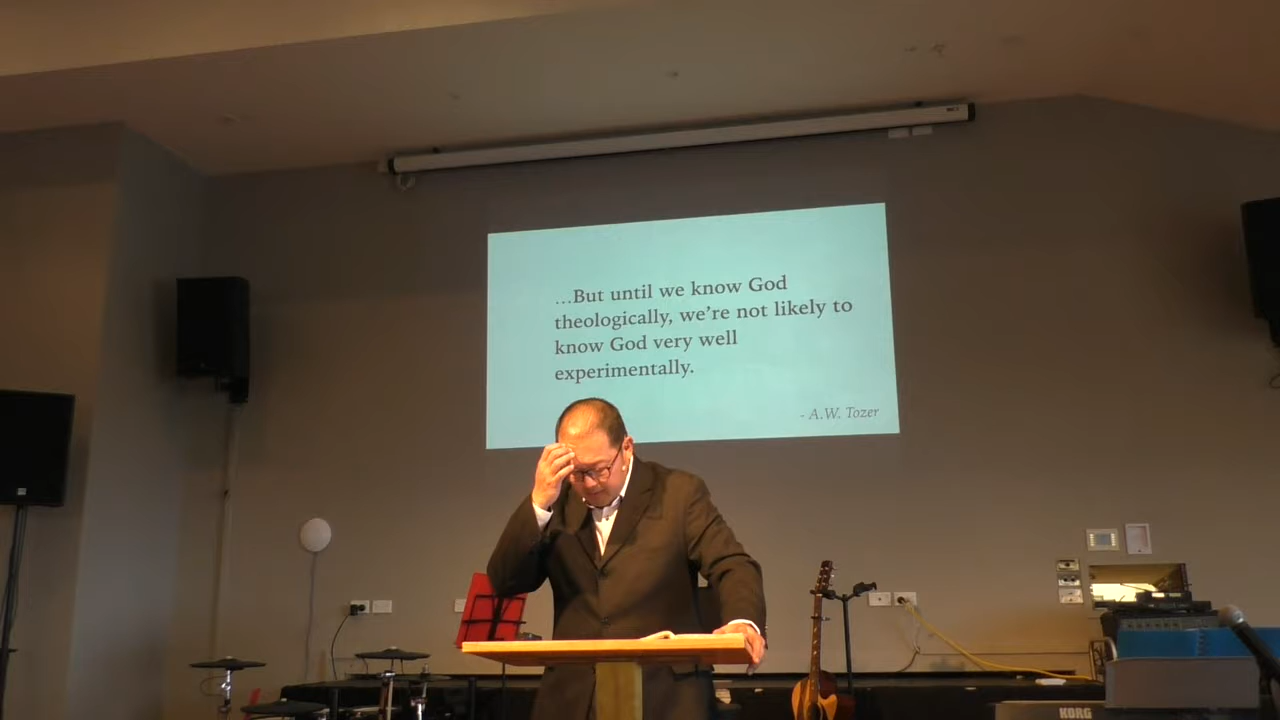 …But until we know God
theologically, we're not likely to
know God very well
experimentally.
- A.W. Tozer
KORG